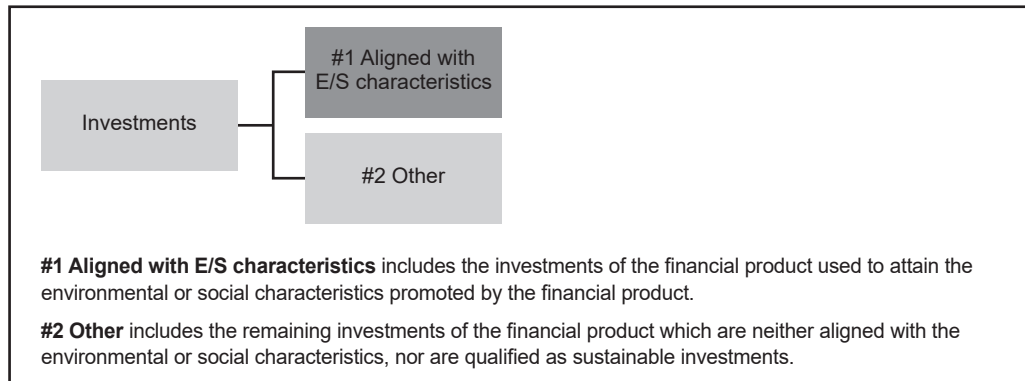 #1 Aligned with
E/S characteristics
Investments
#2 Other
#1 Aligned with E/S characteristics includes the investments of the financial product used to attain the
environmental or social characteristics promoted by the financial product.
#2 Other includes the remaining investments of the financial product which are neither aligned with the
environmental or social characteristics, nor are qualified as sustainable investments.